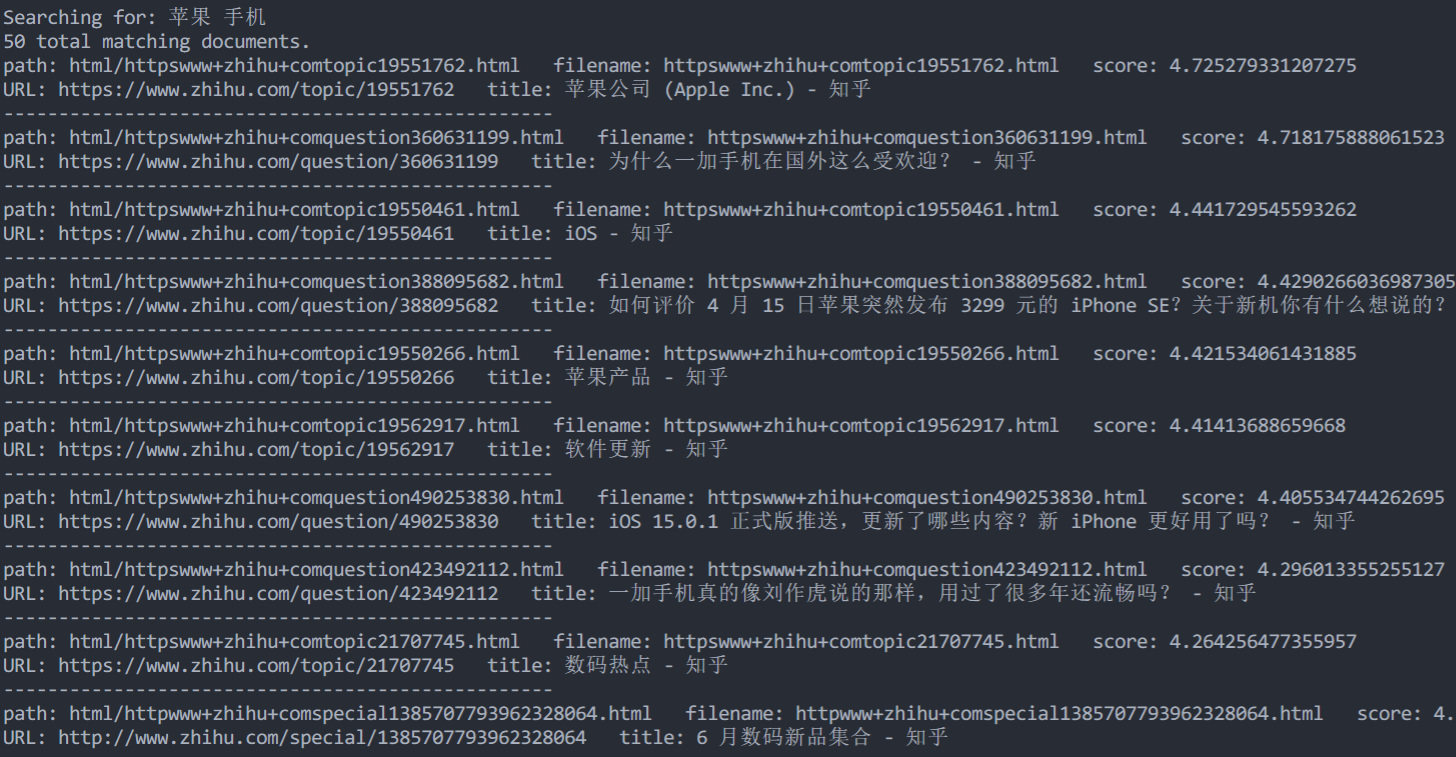 Searching for: 苹果 手机
50 total matching documents.
path: html/httpswww+zhihu+comtopic19551762.html   filename: httpswww+zhihu+comtopic19551762.html   score: 4.725279331207275
URL: https://www.zhihu.com/topic/19551762   title: 苹果公司 (Apple Inc.) - 知乎
--------------------------------------------------
path: html/httpswww+zhihu+comquestion360631199.html   filename: httpswww+zhihu+comquestion360631199.html   score: 4.718175888061523
URL: https://www.zhihu.com/question/360631199   title: 为什么一加手机在国外这么受欢迎？ - 知乎
--------------------------------------------------
path: html/httpswww+zhihu+comtopic19550461.html   filename: httpswww+zhihu+comtopic19550461.html   score: 4.441729545593262
URL: https://www.zhihu.com/topic/19550461   title: iOS - 知乎
--------------------------------------------------
path: html/httpswww+zhihu+comquestion388095682.html   filename: httpswww+zhihu+comquestion388095682.html   score: 4.4290266036987305
URL: https://www.zhihu.com/question/388095682   title: 如何评价 4 月 15 日苹果突然发布 3299 元的 iPhone SE？关于新机你有什么想说的？
--------------------------------------------------
path: html/httpswww+zhihu+comtopic19550266.html   filename: httpswww+zhihu+comtopic19550266.html   score: 4.421534061431885
URL: https://www.zhihu.com/topic/19550266   title: 苹果产品 - 知乎
--------------------------------------------------
path: html/httpswww+zhihu+comtopic19562917.html   filename: httpswww+zhihu+comtopic19562917.html   score: 4.41413688659668
URL: https://www.zhihu.com/topic/19562917   title: 软件更新 - 知乎
--------------------------------------------------
path: html/httpswww+zhihu+comquestion490253830.html   filename: httpswww+zhihu+comquestion490253830.html   score: 4.405534744262695
URL: https://www.zhihu.com/question/490253830   title: iOS 15.0.1 正式版推送，更新了哪些内容？新 iPhone 更好用了吗？ - 知乎
--------------------------------------------------
path: html/httpswww+zhihu+comquestion423492112.html   filename: httpswww+zhihu+comquestion423492112.html   score: 4.296013355255127
URL: https://www.zhihu.com/question/423492112   title: 一加手机真的像刘作虎说的那样，用过了很多年还流畅吗？ - 知乎
--------------------------------------------------
path: html/httpswww+zhihu+comtopic21707745.html   filename: httpswww+zhihu+comtopic21707745.html   score: 4.264256477355957
URL: https://www.zhihu.com/topic/21707745   title: 数码热点 - 知乎
--------------------------------------------------
path: html/httpwww+zhihu+comspecial1385707793962328064.html   filename: httpwww+zhihu+comspecial1385707793962328064.html   score: 4.
URL: http://www.zhihu.com/special/1385707793962328064   title: 6 月数码新品集合 - 知乎